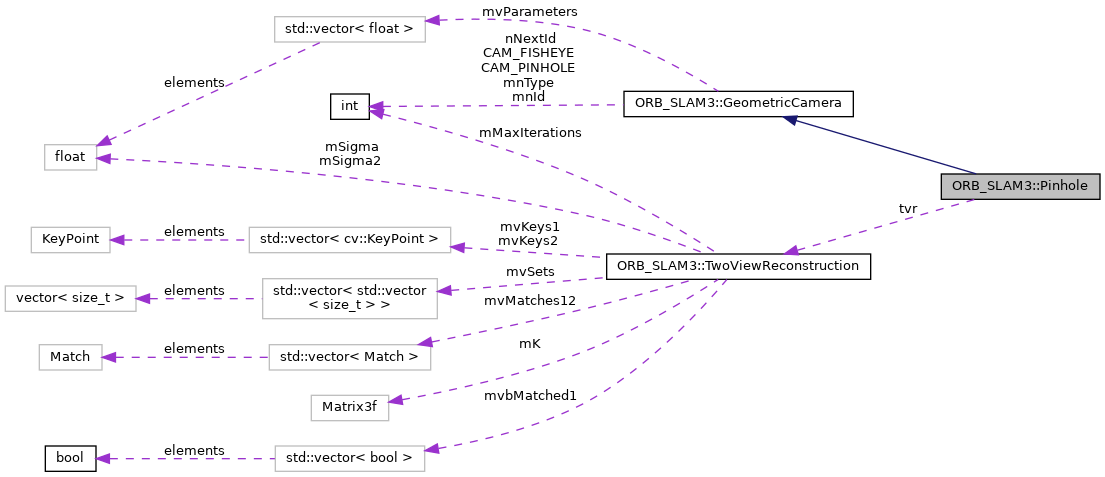 mvParameters
std::vector< float >
nNextId
CAM_FISHEYE
CAM_PINHOLE
mnType
mnId
elements
int
ORB_SLAM3::GeometricCamera
mMaxIterations
mSigma
mSigma2
float
ORB_SLAM3::Pinhole
tvr
mvKeys1
mvKeys2
elements
KeyPoint
std::vector< cv::KeyPoint >
ORB_SLAM3::TwoViewReconstruction
mvSets
elements
vector< size_t >
std::vector< std::vector
< size_t > >
mvMatches12
elements
Match
std::vector< Match >
mK
Matrix3f
mvbMatched1
elements
bool
std::vector< bool >